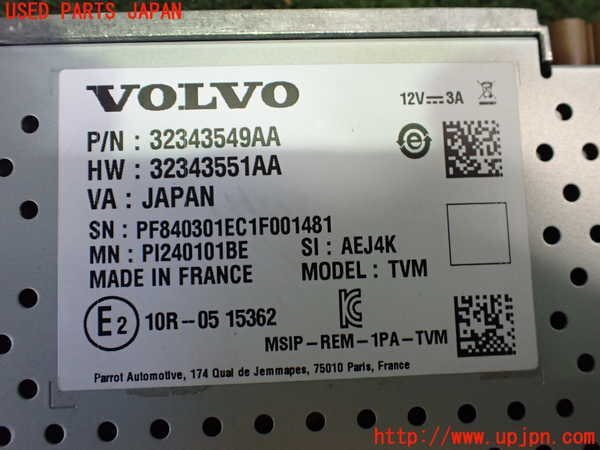 USED PARTS JAPAN
VOLVO
12V 3A
P/N : 32343549AA
HW : 32343551AA
VA : JAPAN
SN : PF840301EC1F001481
MN : PI240101BE SI : AEJ4K
MADE IN FRANCE MODEL : TVM
E2 10R-05 15362
MSIP-REM-1PA-TVM
Parrot Automotive, 174 Quai de Jemmapes, 75010 Paris, France
http://www.upjpn.com